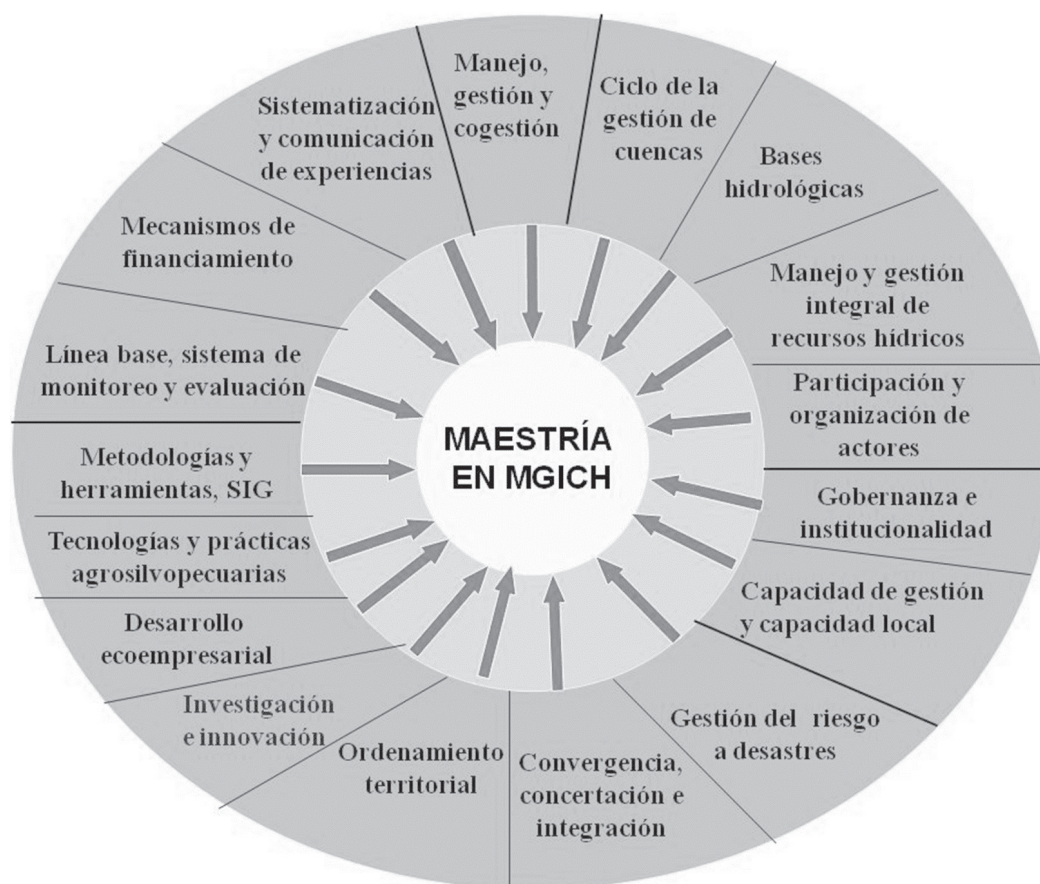 Manejo,
gestión y
cogestión
Ciclo de la
gestión de
cuencas
Bases
hidrológicas
Manejo y gestión
integral de
recursos hídricos
Participación y
organización de
actores
Gobernanza e
institucionalidad
Capacidad de gestión
y capacidad local
Gestión del riesgo
a desastres
Convergencia,
concertación e
integración
Ordenamiento
territorial
Investigación
e innovación
Desarrollo
ecoempresarial
Tecnologías y prácticas
agrosilvopecuarias
Metodologías y
herramientas, SIG
Línea base, sistema de
monitoreo y evaluación
Mecanismos de
financiamiento
Sistematización
y comunicación
de experiencias
MAESTRÍA
EN MGICH